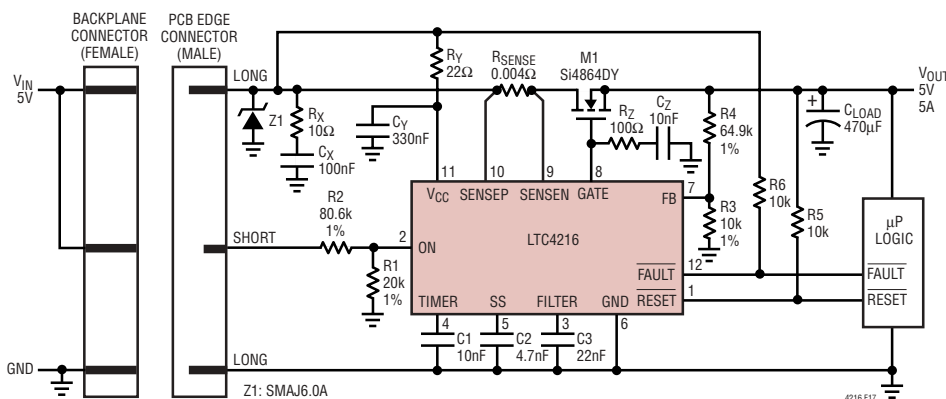 BACKPLANE
CONNECTOR
(FEMALE)
PCB EDGE
CONNECTOR
(MALE)
VIN
5V
LONG
Z1
RX
10Ω
CX
100nF
RY
22Ω
CY
330nF
RSENSE
0.004Ω
M1
Si4864DY
RZ
100Ω
CZ
10nF
R4
64.9k
1%
+
CLOAD
470µF
VOUT
5V
5A
11
10
9
8
VCC
SENSEP
SENSEN
GATE
FB
7
R3
10k
1%
R6
10k
R5
10k
µP
LOGIC
R2
80.6k
1%
SHORT
2
ON
LTC4216
R1
20k
1%
FAULT
12
FAULT
RESET
1
RESET
TIMER
SS
FILTER
GND
4
5
3
6
C1
10nF
C2
4.7nF
C3
22nF
GND
LONG
Z1: SMAJ6.0A
4216 F17